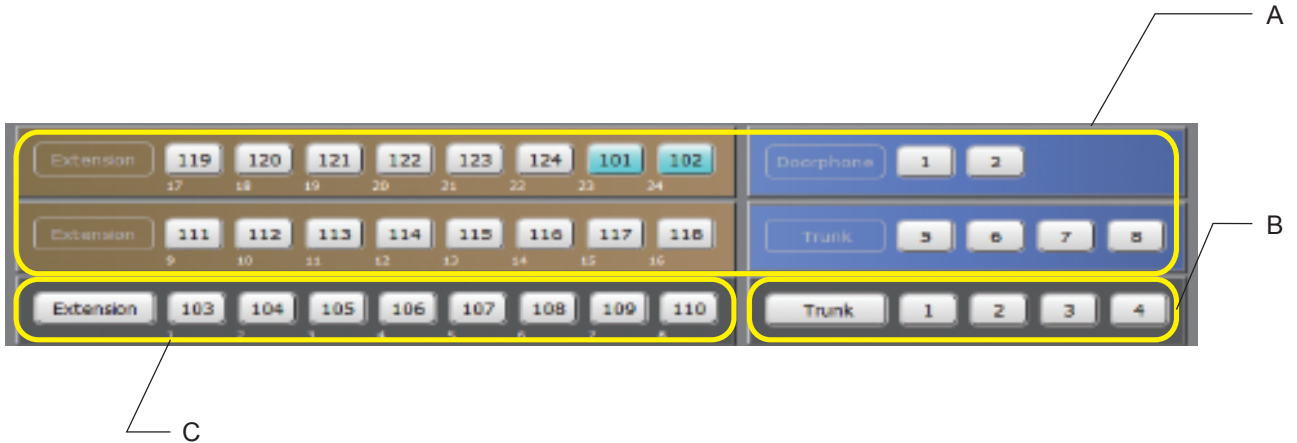 A
Extension 119 120 121 122 123 124 101 102 Doorphone 1 2
17 18 19 20 21 22 23 24
Extension 111 112 113 114 115 116 117 118 Trunk 5 6 7 8
B
9 10 11 12 13 14 15 16
Extension 103 104 105 106 107 108 109 110 Trunk 1 2 3 4
1 2 3 4 5 6 7 8
C